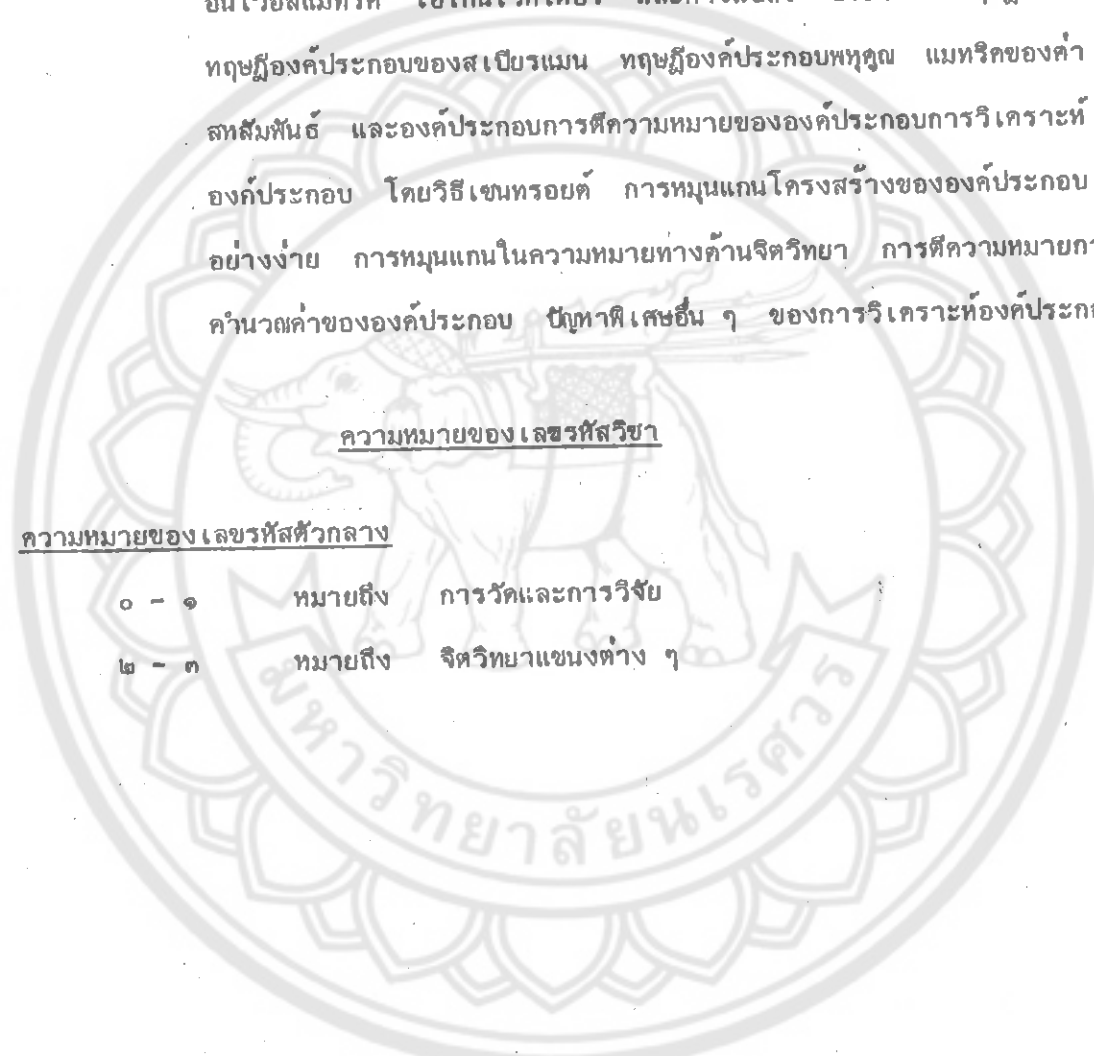 ทฤษฎีองค์ประกอบของสเปียรแมน ทฤษฎีองค์ประกอบพหุคูณ แมทริคของค่า
สหสัมพันธ์ และองค์ประกอบการตีความหมายขององค์ประกอบการวิเคราะห์
องค์ประกอบ โดยวิธีเซนทรอยต์ การหมุนแกนโครงสร้างขององค์ประกอบ
อย่างง่าย การหมุนแกนในความหมายทางด้านจิตวิทยา การตีความหมาย
คำนวณค่าขององค์ประกอบ ปัญหาพิเศษอื่น ๆ ของการวิเคราะห์
ความหมายของเลขรหัสวิชา
ความหมายของเลขรหัสตัวกลาง
๐ - ๑ หมายถึง การวัดและการวิจัย
๒ - ๓ หมายถึง จิตวิทยาแขนงต่าง ๆ
มหาวิทยาลัยนเรศวร